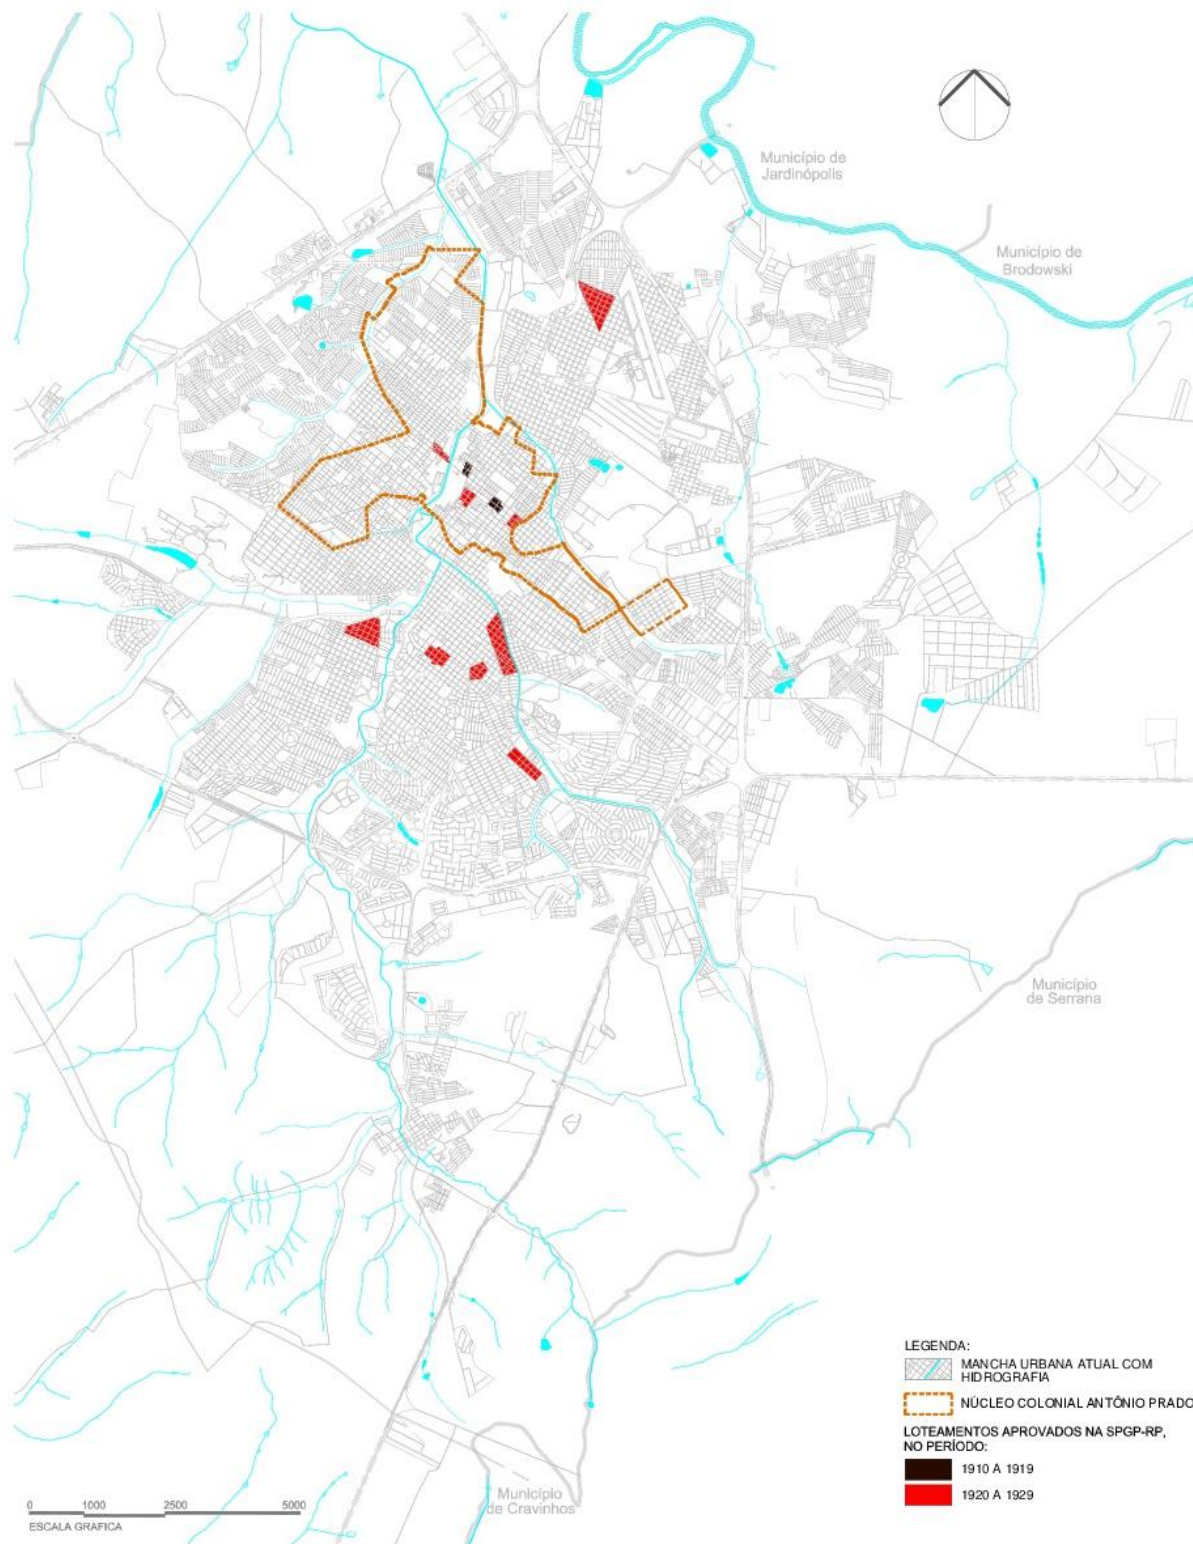 Município de
Jardinópolis
Município de
Brodowski
Município
de Serrana
LEGENDA:
MANCHA URBANA ATUAL COM
HIDROGRAFIA
NÚCLEO COLONIAL ANTÔNIO PRADO
LOTEAMENTOS APROVADOS NA SPGP-RP,
NO PERÍODO:
1910 A 1919
1920 A 1929
Município
de Cravinhos
0 1000 2500 5000
ESCALA GRAFICA